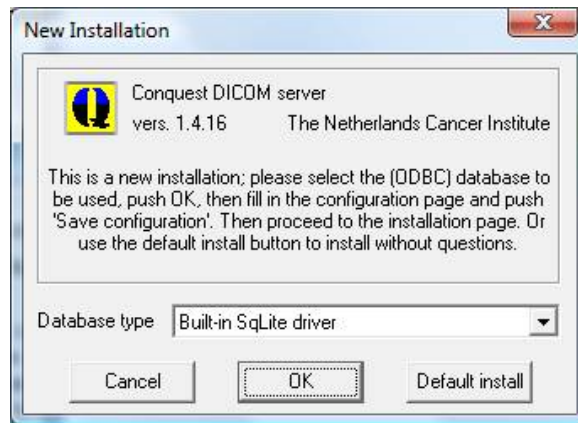 New Installation
Conquest DICOM server
vers. 1.4.16 The Netherlands Cancer Institute
This is a new installation; please select the (ODBC) database to
be used, push OK, then fill in the configuration page and push
'Save configuration'. Then proceed to the installation page. Or
use the default install button to install without questions.
Database type Built-in SqLite driver
Cancel OK Default install